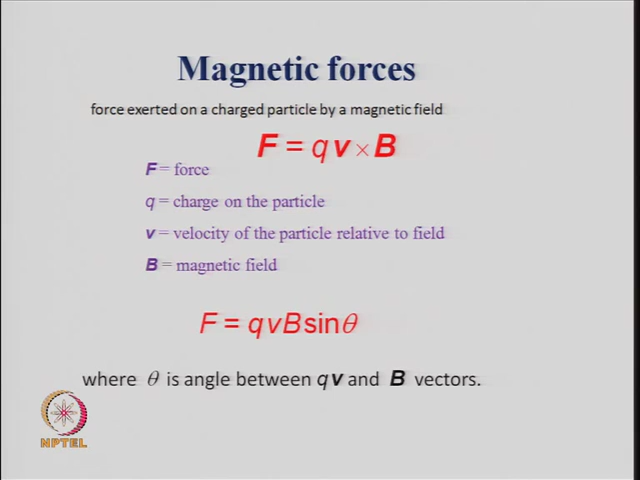 Magnetic forces
force exerted on a charged particle by a magnetic field
F = qv×B
F = force
q = charge on the particle
v = velocity of the particle relative to field
B = magnetic field
F = qvBsinθ
where θ is angle between qv and B vectors.
NPTEL